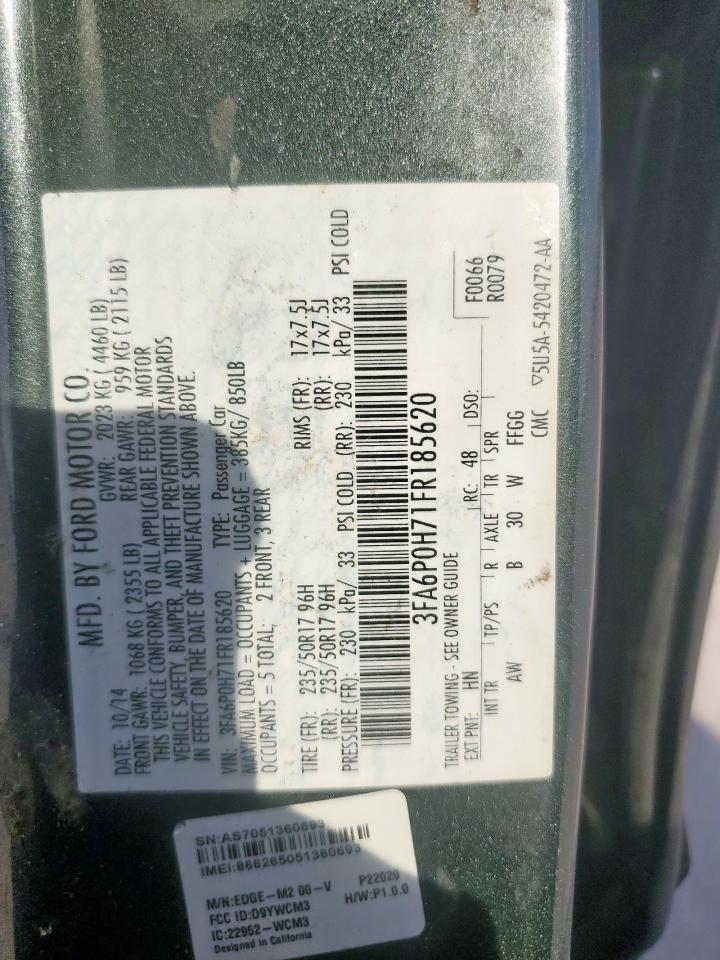 MFD. BY FORD MOTOR CO.
DATE: 10/14 GVWR: 2023 KG ( 4460 LB)
FRONT GAWR: 1068 KG ( 2355 LB) REAR GAWR: 959 KG ( 2115 LB)
THIS VEHICLE CONFORMS TO ALL APPLICABLE FEDERAL MOTOR
VEHICLE SAFETY, BUMPER, AND THEFT PREVENTION STANDARDS
IN EFFECT ON THE DATE OF MANUFACTURE SHOWN ABOVE.
VIN: 3FA6P0H71FR185620 TYPE: Passenger Car
MAXIMUM LOAD = OCCUPANTS + LUGGAGE = 385KG/ 850LB
OCCUPANTS = 5 TOTAL; 2 FRONT, 3 REAR
TIRE (FR): 235/50R17 96H RIMS (FR): 17x7.5J
(RR): 235/50R17 96H (RR): 17x7.5J
PRESSURE (FR): 230 kPa/ 33 PSI COLD (RR): 230 kPa/ 33 PSI COLD
3FA6P0H71FR185620
TRAILER TOWING - SEE OWNER GUIDE
EXT PNT: HN RC: 48 DSO: F0066
R0079
INT TR TP/PS R AXLE TR SPR
AW B 30 W FFGG
CMC ▽5U5A-5420472-AA
SN:AS7051360693
IMEI:866265051360693
M/N:EDGE-M2 00-V P22020
FCC ID:O9YWCM3 H/W:P1.0.0
IC:22952-WCM3
Designed in California